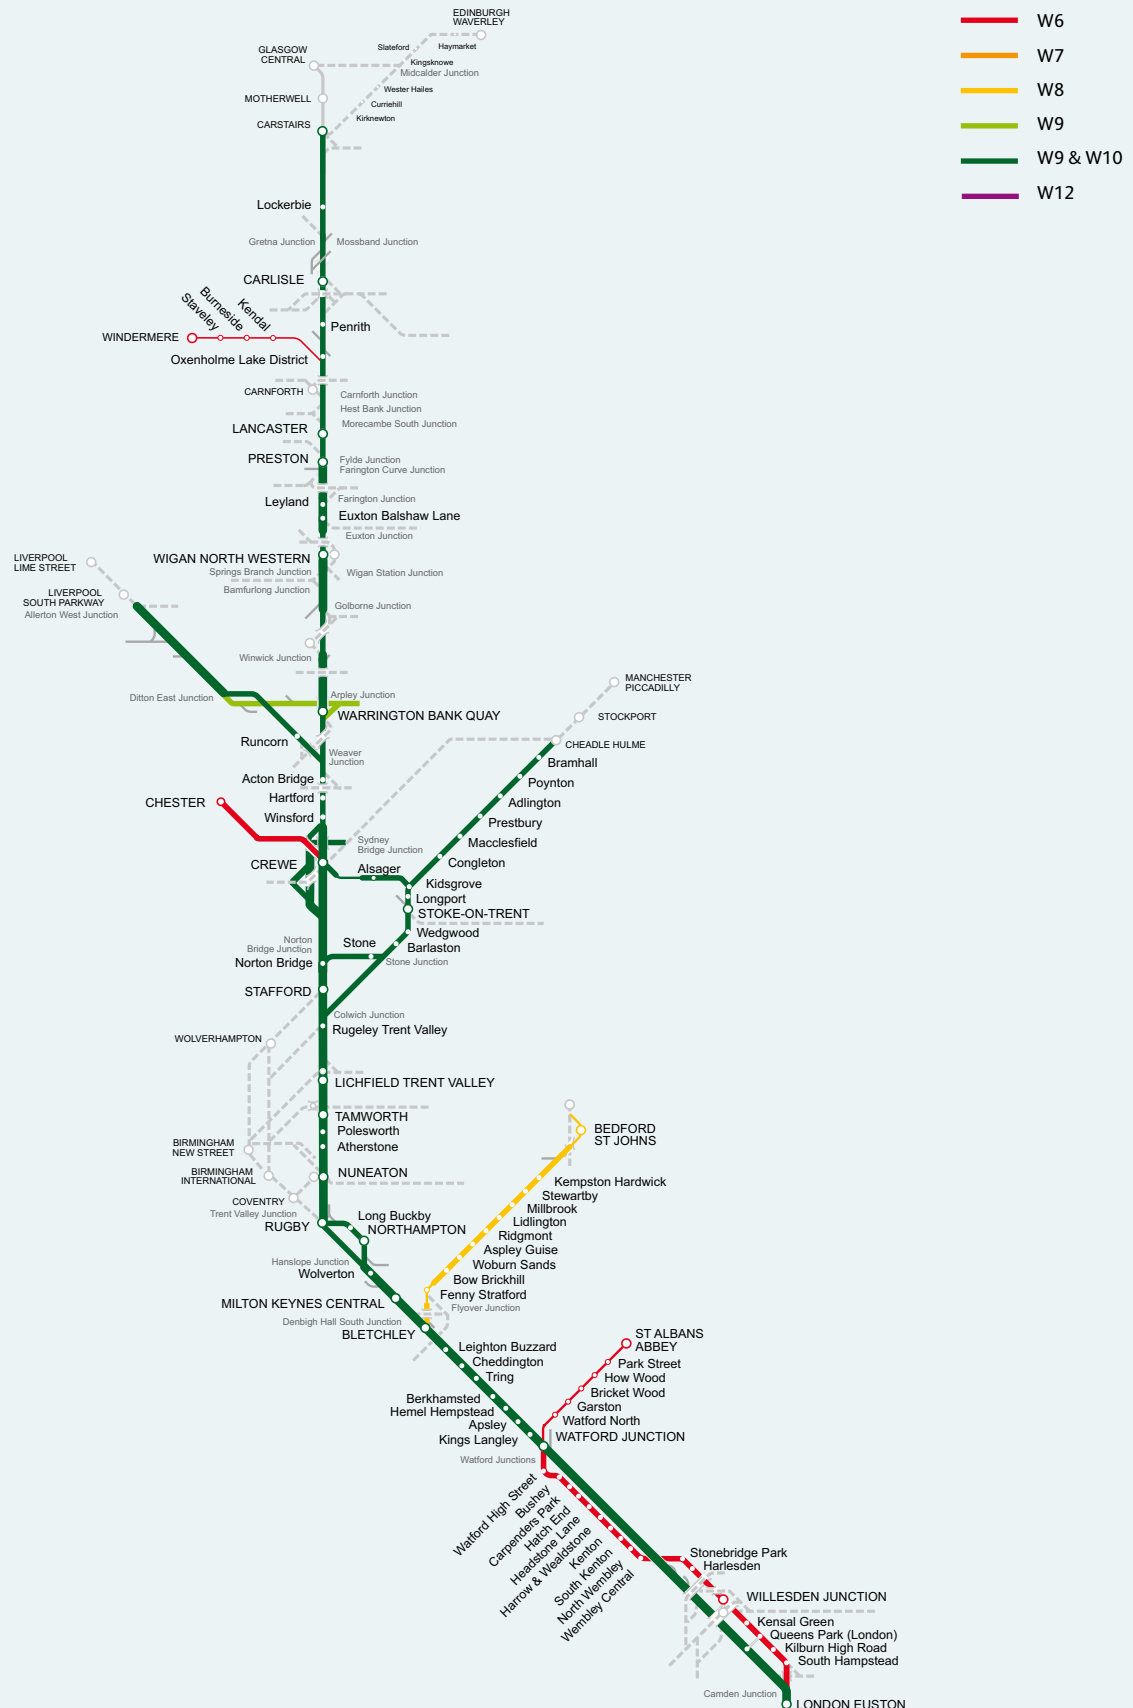 W6
W7
W8
W9
W9 & W10
W12
EDINBURGH
WAVERLEY
Haymarket
Slateford
GLASGOW
CENTRAL
Kingsknowe
Midcalder Junction
Wester Hailes
MOTHERWELL
Curriehill
Kirknewton
CARSTAIRS
Lockerbie
Gretna Junction
Mossband Junction
CARLISLE
Kendal
Burneside
Staveley
Penrith
WINDERMERE
Oxenholme Lake District
CARNFORTH
Carnforth Junction
Hest Bank Junction
Morecambe South Junction
LANCASTER
PRESTON
Fylde Junction
Farington Curve Junction
Leyland
Farington Junction
Euxton Balshaw Lane
Euxton Junction
WIGAN NORTH WESTERN
LIVERPOOL
LIME STREET
Springs Branch Junction
Wigan Station Junction
Bamfurlong Junction
LIVERPOOL
SOUTH PARKWAY
Allerton West Junction
Golborne Junction
Winwick Junction
MANCHESTER
PICCADILLY
Ditton East Junction
Arpley Junction
WARRINGTON BANK QUAY
STOCKPORT
Runcorn
CHEADLE HULME
Weaver
Junction
Bramhall
Acton Bridge
Poynton
Hartford
CHESTER
Adlington
Winsford
Prestbury
Sydney
Bridge Junction
Macclesfield
CREWE
Congleton
Alsager
Kidsgrove
Longport
STOKE-ON-TRENT
Wedgwood
Norton
Bridge Junction
Stone
Barlaston
Norton Bridge
Stone Junction
STAFFORD
Colwich Junction
Rugeley Trent Valley
WOLVERHAMPTON
LICHFIELD TRENT VALLEY
TAMWORTH
Polesworth
Atherstone
BEDFORD
ST JOHNS
BIRMINGHAM
NEW STREET
BIRMINGHAM
INTERNATIONAL
NUNEATON
Kempston Hardwick
Stewartby
COVENTRY
Millbrook
Trent Valley Junction
Long Buckby
Lidlington
RUGBY
NORTHAMPTON
Ridgmont
Aspley Guise
Hanslope Junction
Woburn Sands
Wolverton
Bow Brickhill
Fenny Stratford
MILTON KEYNES CENTRAL
Flyover Junction
Denbigh Hall South Junction
BLETCHLEY
ST ALBANS
ABBEY
Leighton Buzzard
Cheddington
Park Street
Tring
How Wood
Bricket Wood
Berkhamsted
Garston
Hemel Hempstead
Watford North
Apsley
Kings Langley
WATFORD JUNCTION
Watford Junctions
Watford High Street
Bushey
Carpenders Park
Hatch End
Headstone Lane
Harrow & Wealdstone
Kenton
South Kenton
North Wembley
Wembley Central
Stonebridge Park
Harlesden
WILLESDEN JUNCTION
Kensal Green
Queens Park (London)
Kilburn High Road
South Hampstead
Camden Junction
LONDON EUSTON